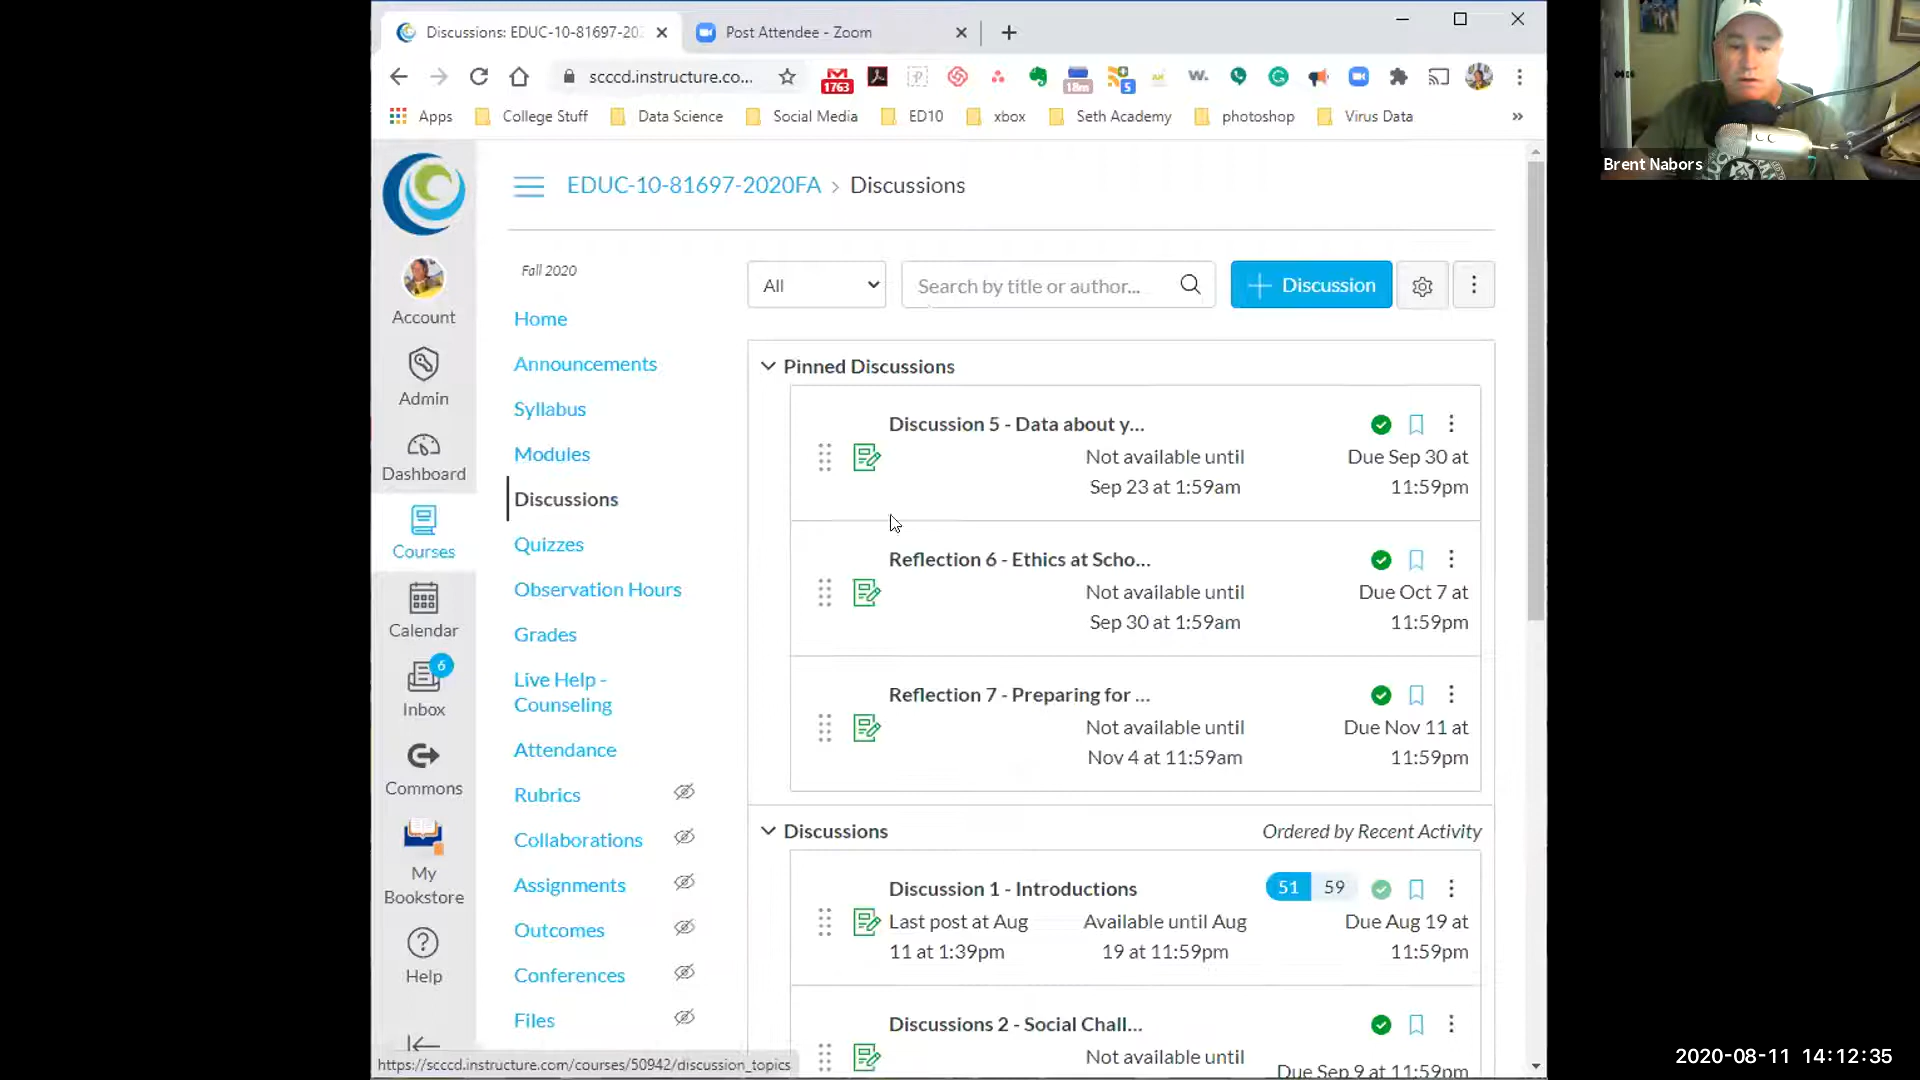 Discussions: EDUC-10-81697-202
Post Attendee - Zoom
scccd.instructure.co...
1763
18m
5
W.
Apps
College Stuff
Data Science
Social Media
ED10
xbox
Seth Academy
photoshop
Virus Data
»
Brent Nabors
EDUC-10-81697-2020FA › Discussions
Account
Admin
Dashboard
Courses
Calendar
6
Inbox
Commons
My
Bookstore
Help
Fall 2020
Home
Announcements
Syllabus
Modules
Discussions
Quizzes
Observation Hours
Grades
Live Help -
Counseling
Attendance
Rubrics
Collaborations
Assignments
Outcomes
Conferences
Files
All
Search by title or author...
+ Discussion
Pinned Discussions
Discussion 5 - Data about y...
Not available until
Sep 23 at 1:59am
Due Sep 30 at
11:59pm
Reflection 6 - Ethics at Scho...
Not available until
Sep 30 at 1:59am
Due Oct 7 at
11:59pm
Reflection 7 - Preparing for ...
Not available until
Nov 4 at 11:59am
Due Nov 11 at
11:59pm
Discussions
Ordered by Recent Activity
Discussion 1 - Introductions
51 59
Last post at Aug
11 at 1:39pm
Available until Aug
19 at 11:59pm
Due Aug 19 at
11:59pm
Discussions 2 - Social Chall...
Not available until
Due Sep 9 at 11:59pm
https://scccd.instructure.com/courses/50942/discussion_topics
2020-08-11 14:12:35